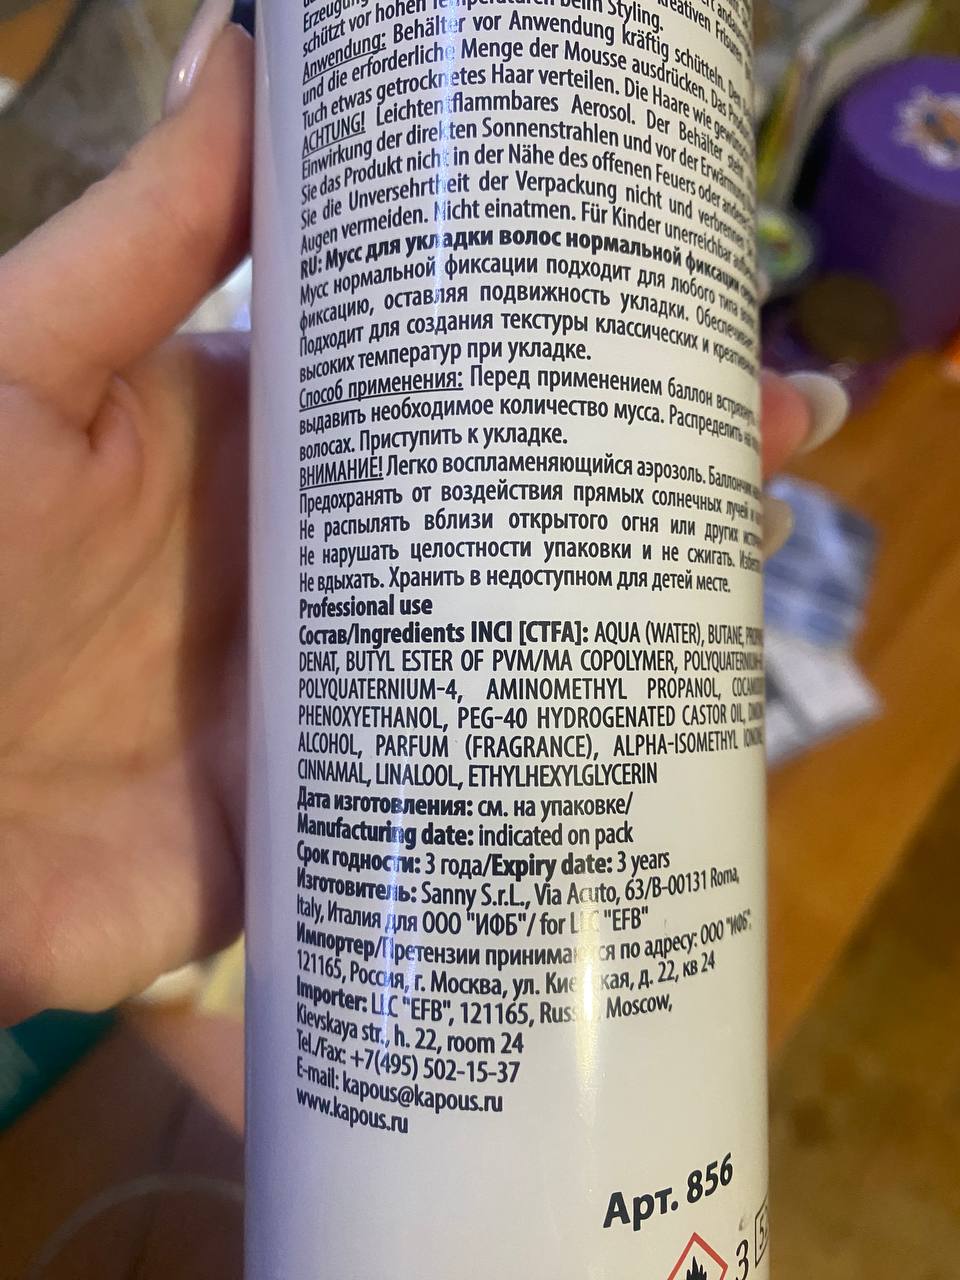 schützt vor hohen Temperaturen beim Styling.
Anwendung: Behälter vor Anwendung kräftig schütteln. Den
und die erforderliche Menge der Mousse ausdrücken. Das
Tuch etwas getrocknetes Haar verteilen. Die Haare wie
ACHTUNG! Leichtentflammbares Aerosol. Der Behälter steht
Einwirkung der direkten Sonnenstrahlen und vor der Erwärmung
Sie das Produkt nicht in der Nähe des offenen Feuers oder
Sie die Unversehrtheit der Verpackung nicht und verbrennen Sie
Augen vermeiden. Nicht einatmen. Für Kinder unerreichbar
RU: Мусс для укладки волос нормальной фиксации
Мусс нормальной фиксации подходит для любого типа
фиксацию, оставляя подвижность укладки.
Подходит для создания текстуры классических и
высоких температур при укладке.
Способ применения: Перед применением баллон
выдавить необходимое количество мусса. Распределить на
волосах. Приступить к укладке.
ВНИМАНИЕ! Легко воспламеняющийся аэрозоль.
Предохранять от воздействия прямых солнечных лучей и
Не распылять вблизи открытого огня или других
Не нарушать целостности упаковки и не сжигать.
Не вдыхать. Хранить в недоступном для детей месте.
Professional use
Состав/Ingredients INCI [CTFA]: AQUA (WATER), BUTANE,
DENAT, BUTYL ESTER OF PVM/MA COPOLYMER,
POLYQUATERNIUM-4, AMINOMETHYL PROPANOL,
PHENOXYETHANOL, PEG-40 HYDROGENATED CASTOR OIL,
ALCOHOL, PARFUM (FRAGRANCE), ALPHA-ISOMETHYL
CINNAMAL, LINALOOL, ETHYLHEXYLGLYCERIN
Дата изготовления: см. на упаковке/
Manufacturing date: indicated on pack
Срок годности: 3 года/Expiry date: 3 years
Изготовитель: Sanny S.r.L., Via Acuto, 63/B-00131 Roma,
Italy, Италия для ООО "ИФБ"/ for LLC "EFB"
Импортер/Претензии принимаются по адресу: ООО "ИФБ",
121165, Россия, г. Москва, ул. Киевская, д. 22, кв 24
Importer: LLC "EFB", 121165, Russia, Moscow,
Kievskaya str., h. 22, room 24
Tel./Fax: +7(495) 502-15-37
E-mail: kapous@kapous.ru
www.kapous.ru
Арт. 856
3